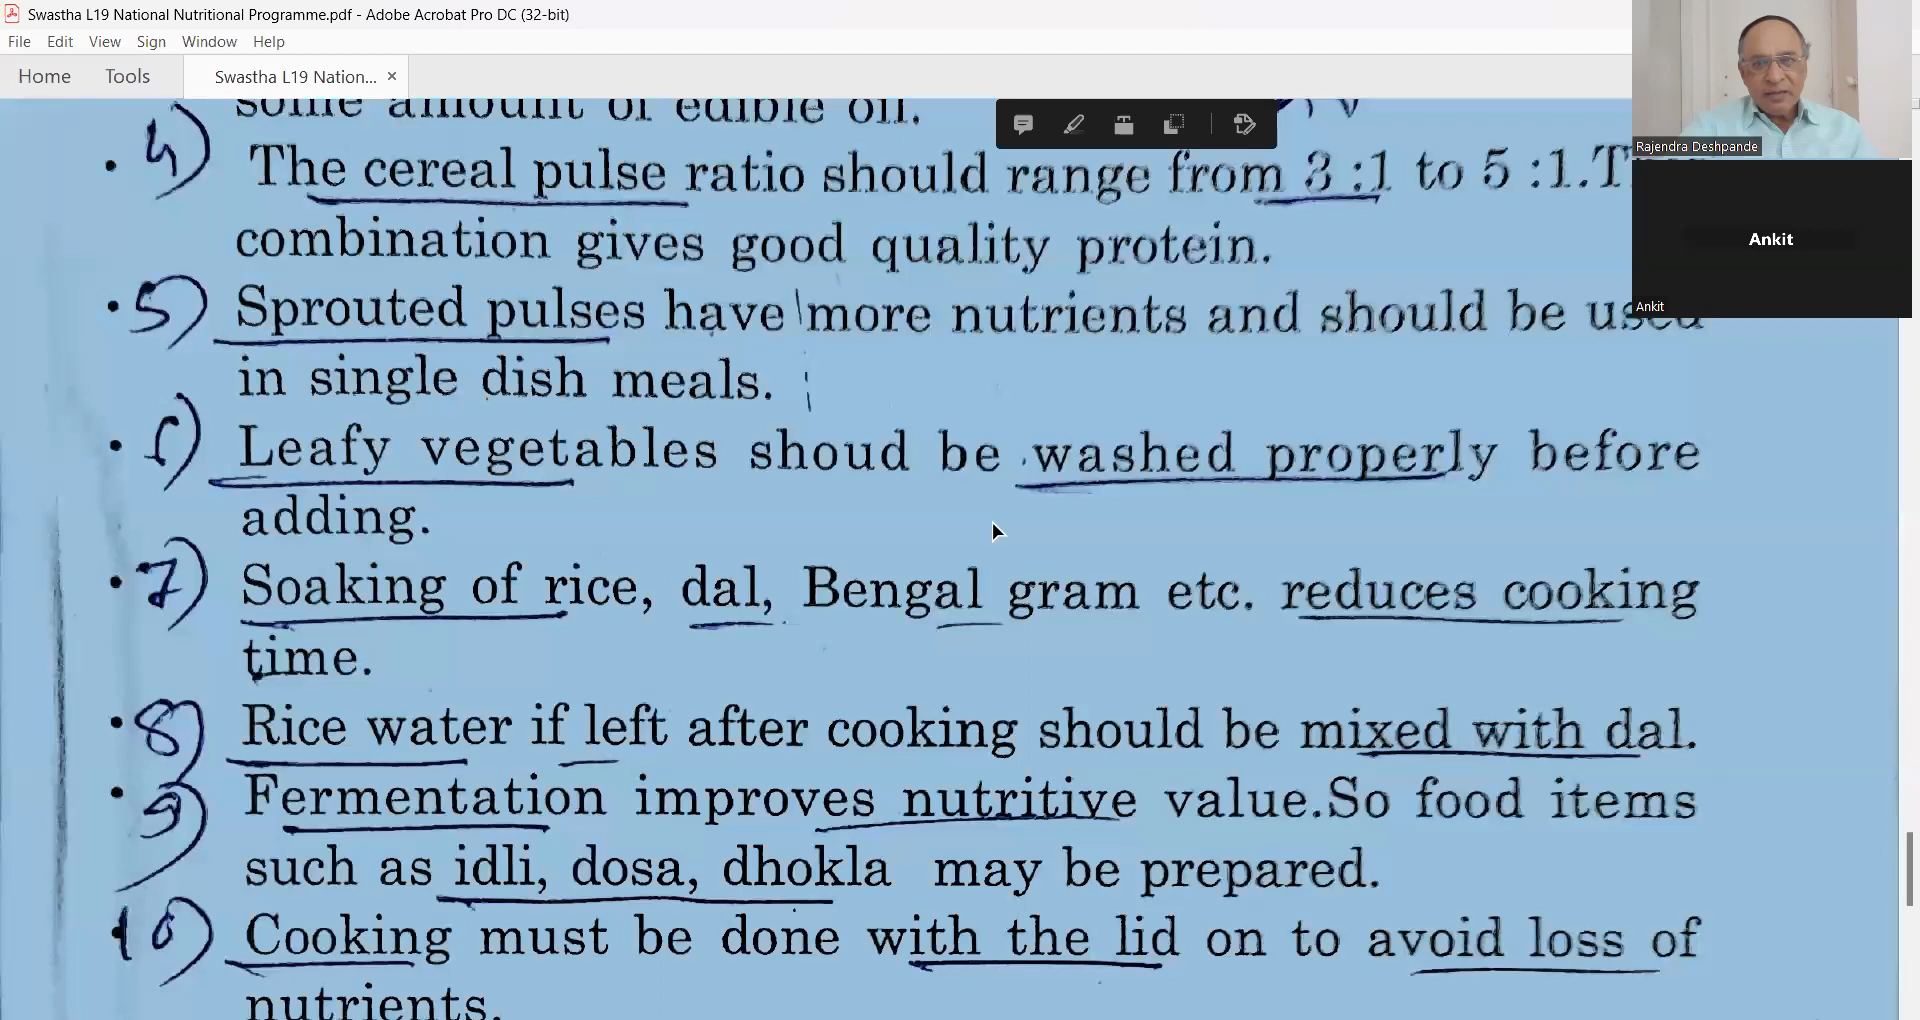 Swastha L19 National Nutritional Programme.pdf - Adobe Acrobat Pro DC (32-bit)
File Edit View Sign Window Help
Home Tools Swastha L19 Nation... ×
some amount of edible oil.
4)
• The cereal pulse ratio should range from 3 :1 to 5 :1.
combination gives good quality protein.
• 5) Sprouted pulses have more nutrients and should be used
in single dish meals.
• Leafy vegetables shoud be washed properly before
adding.
• 7) Soaking of rice, dal, Bengal gram etc. reduces cooking
time.
• 8) Rice water if left after cooking should be mixed with dal.
• 9) Fermentation improves nutritive value.So food items
such as idli, dosa, dhokla may be prepared.
10) Cooking must be done with the lid on to avoid loss of
nutrients.
Rajendra Deshpande
Ankit
Ankit